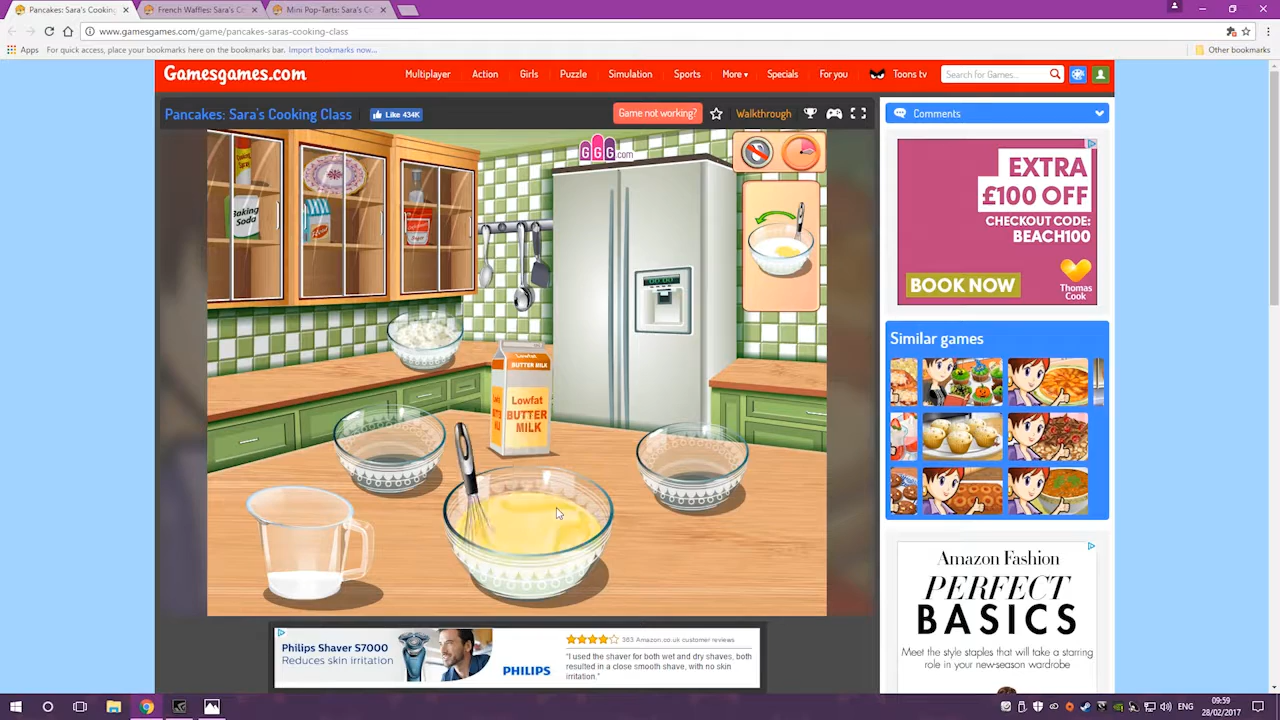 Pancakes: Sara's Cooking
French Waffles: Sara's Co
Mini Pop-Tarts: Sara's Co
www.gamesgames.com/game/pancakes-saras-cooking-class
Apps For quick access, place your bookmarks here on the bookmarks bar. Import bookmarks now...
Other bookmarks
Gamesgames.com
Multiplayer Action Girls Puzzle Simulation Sports More ▾ Specials For you Toons tv
Search for Games...
Pancakes: Sara's Cooking Class
Like 434K
Game not working?
Walkthrough
Comments
GGG.com
Cooking
Spray
Baking
Soda
00 00
Lowfat
BUTTER MILK
Lowfat
BUTTER
MILK
EXTRA
£100 OFF
CHECKOUT CODE:
BEACH100
BOOK NOW
Thomas
Cook
Similar games
Amazon Fashion
PERFECT
BASICS
Meet the style staples that will take a starring
role in your new-season wardrobe
Philips Shaver S7000
Reduces skin irritation
PHILIPS
363 Amazon.co.uk customer reviews
"I used the shaver for both wet and dry shaves, both
resulted in a close smooth shave, with no skin
irritation."
ENG
09:59
28/02/2017